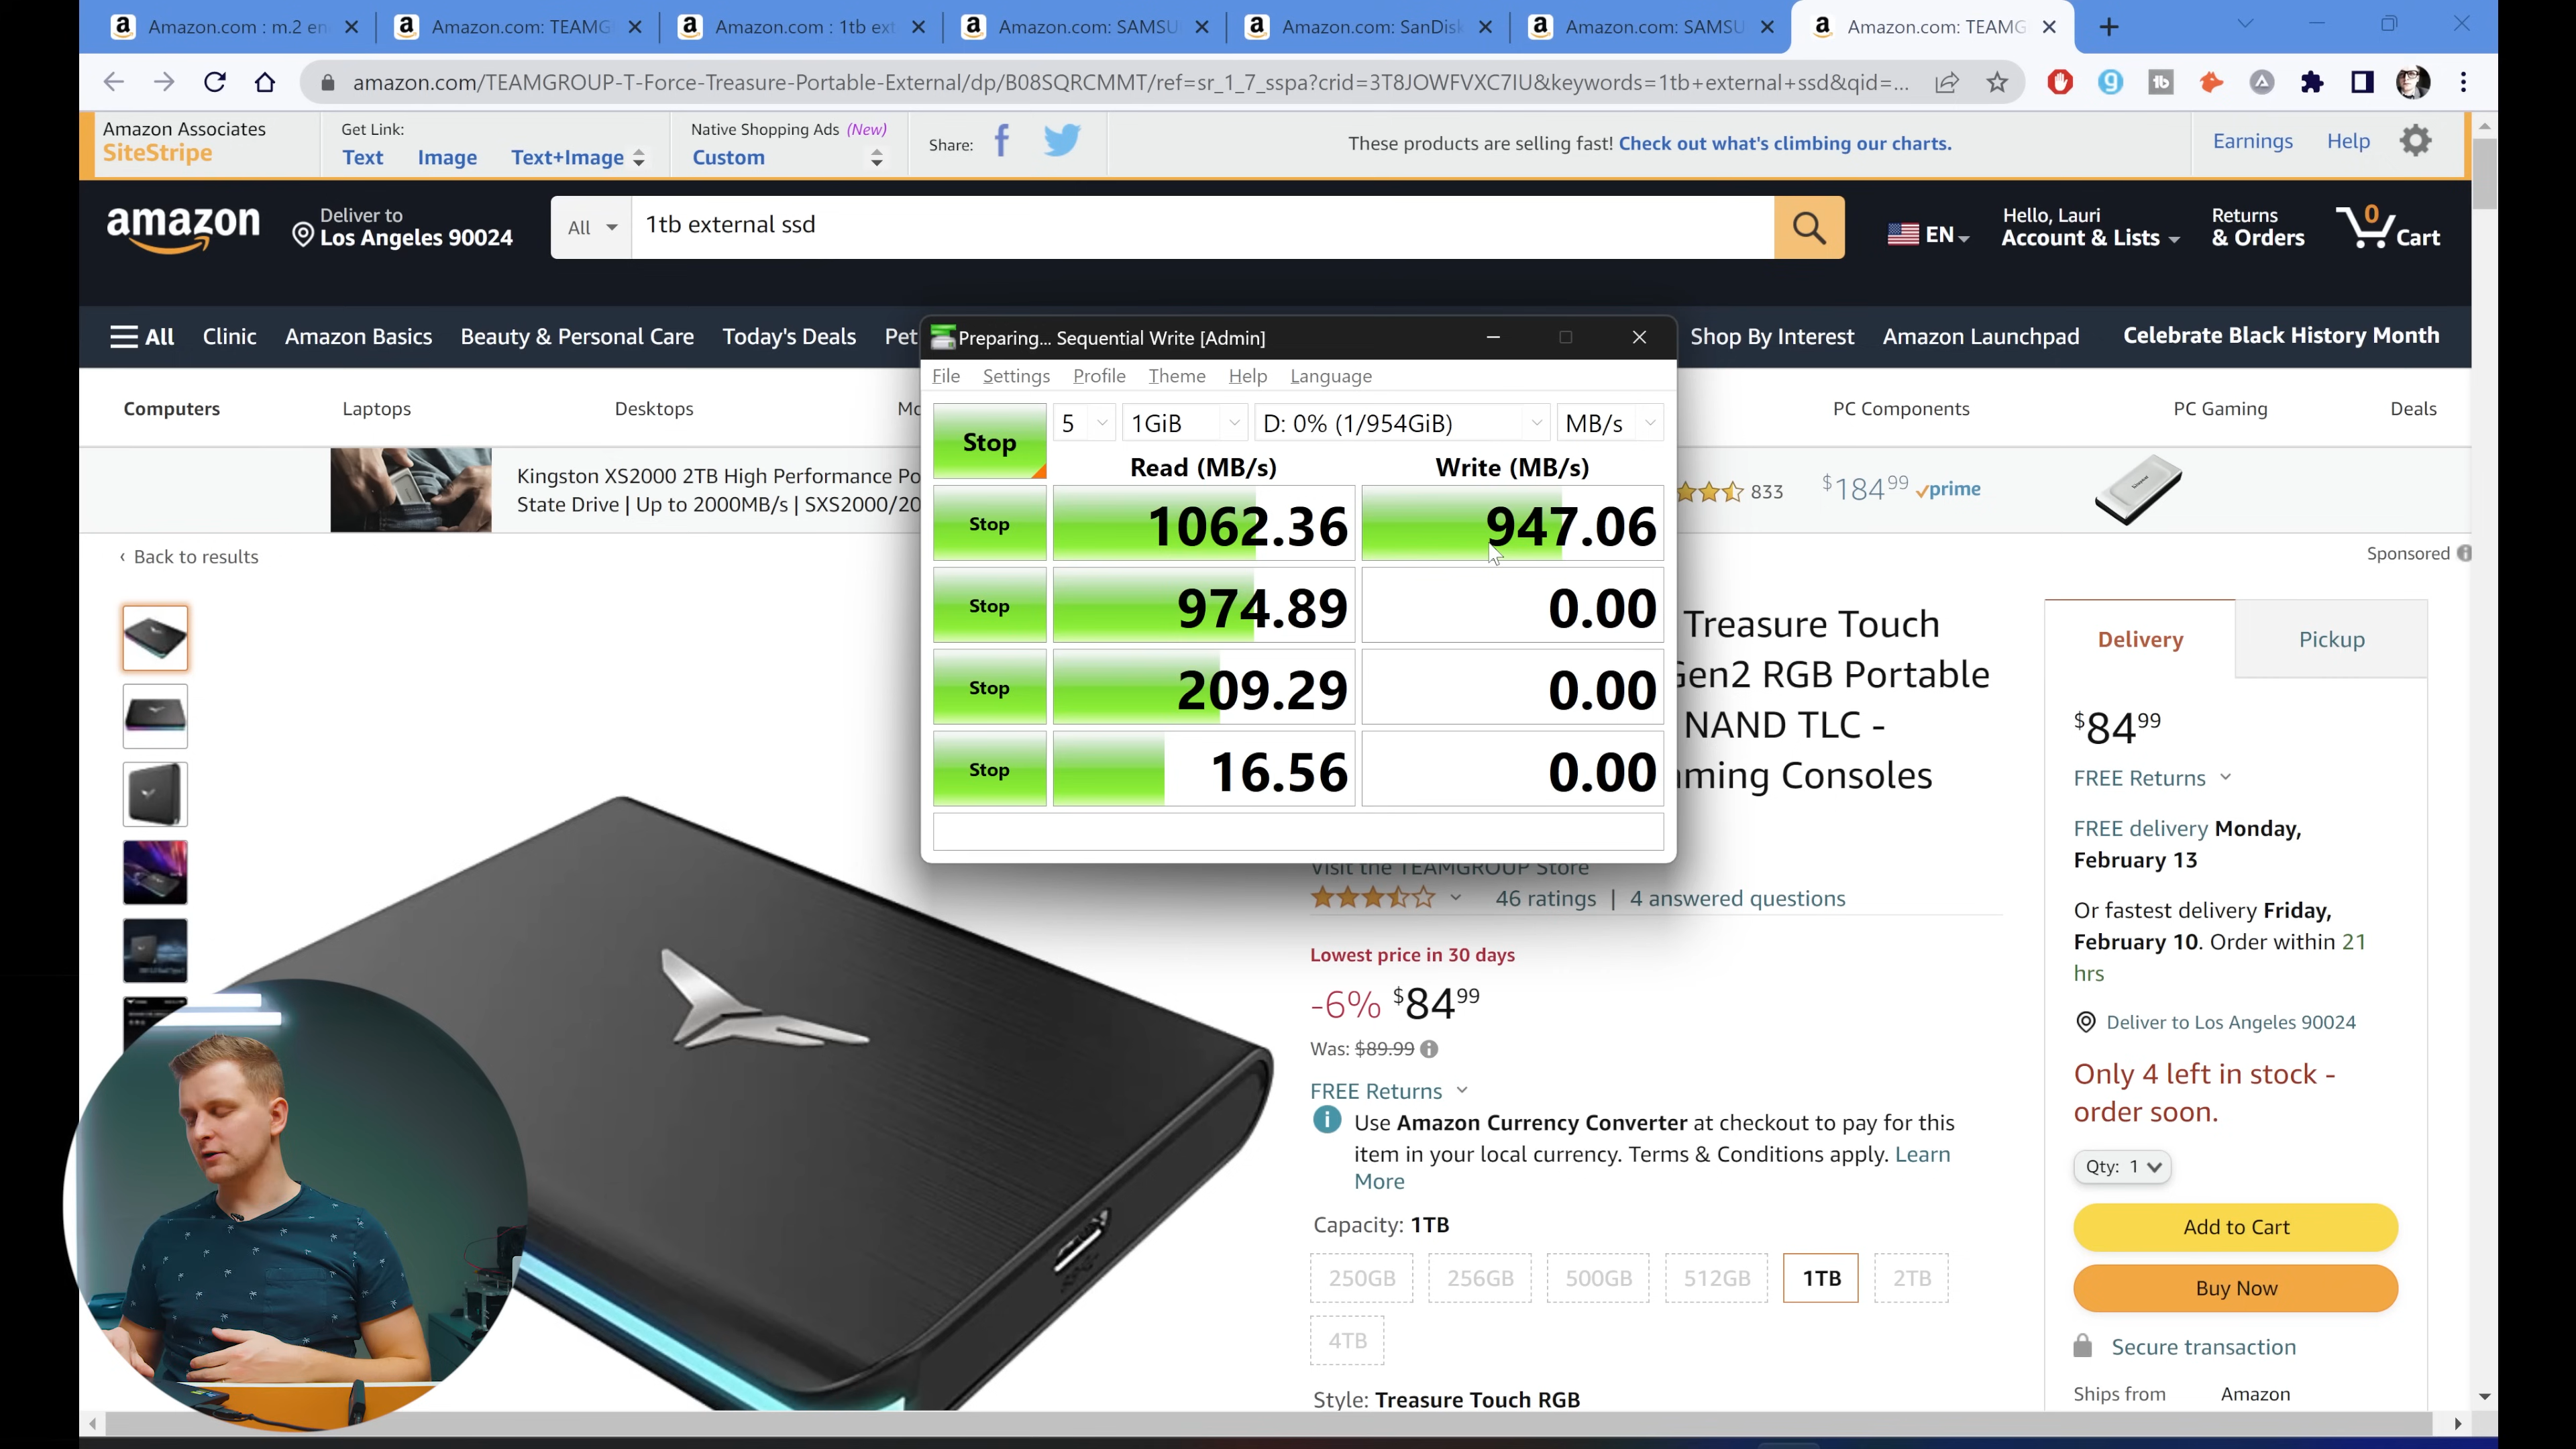 Amazon.com : m.2 en
Amazon.com: TEAMG
Amazon.com : 1tb ext
Amazon.com: SAMSU
Amazon.com: SanDisk
Amazon.com: SAMSU
Amazon.com: TEAMG
amazon.com/TEAMGROUP-T-Force-Treasure-Portable-External/dp/B08SQRCMMT/ref=sr_1_7_sspa?crid=3T8JOWFVXC7IU&keywords=1tb+external+ssd&qid=...
Amazon Associates
SiteStripe
Get Link:
Text Image Text+Image
Native Shopping Ads (New)
Custom
Share:
These products are selling fast! Check out what's climbing our charts.
Earnings Help
amazon
Deliver to
Los Angeles 90024
All
1tb external ssd
EN
Hello, Lauri
Account & Lists
Returns
& Orders
0
Cart
All Clinic Amazon Basics Beauty & Personal Care Today's Deals Pet
Shop By Interest Amazon Launchpad Celebrate Black History Month
Preparing... Sequential Write [Admin]
File Settings Profile Theme Help Language
Stop 5 1GiB D: 0% (1/954GiB) MB/s
Read (MB/s) Write (MB/s)
Stop 1062.36 947.06
Stop 974.89 0.00
Stop 209.29 0.00
Stop 16.56 0.00
Computers Laptops Desktops Mo
PC Components PC Gaming Deals
Kingston XS2000 2TB High Performance Po
State Drive | Up to 2000MB/s | SXS2000/20
833 $184.99 prime
Sponsored
‹ Back to results
Treasure Touch
Gen2 RGB Portable
NAND TLC -
aming Consoles
Visit the TEAMGROUP Store
46 ratings | 4 answered questions
Lowest price in 30 days
-6% $84.99
Was: $89.99
FREE Returns
Use Amazon Currency Converter at checkout to pay for this
item in your local currency. Terms & Conditions apply. Learn
More
Capacity: 1TB
250GB 256GB 500GB 512GB 1TB 2TB
4TB
Style: Treasure Touch RGB
Delivery Pickup
$84.99
FREE Returns
FREE delivery Monday,
February 13
Or fastest delivery Friday,
February 10. Order within 21
hrs
Deliver to Los Angeles 90024
Only 4 left in stock -
order soon.
Qty: 1
Add to Cart
Buy Now
Secure transaction
Ships from Amazon